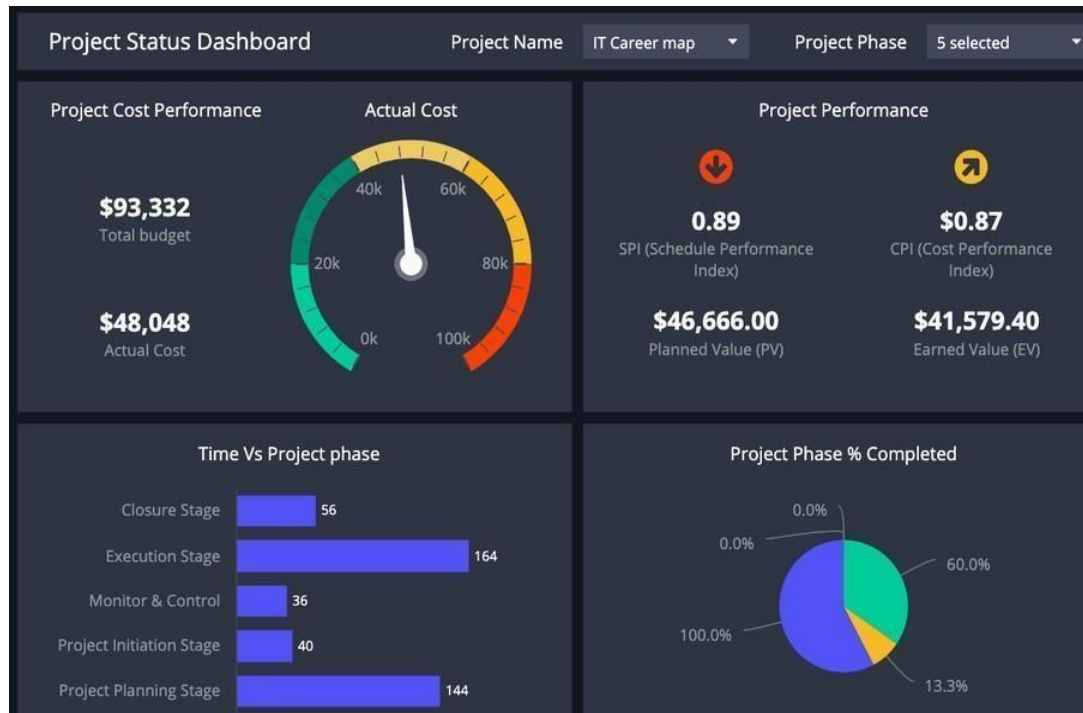 Project Status Dashboard
Project Name
IT Career map
Project Phase
5 selected
Project Cost Performance
$93,332
Total budget
$48,048
Actual Cost
Actual Cost
0k
20k
40k
60k
80k
100k
Project Performance
0.89
SPI (Schedule Performance
Index)
$0.87
CPI (Cost Performance
Index)
$46,666.00
Planned Value (PV)
$41,579.40
Earned Value (EV)
Time Vs Project phase
Closure Stage
56
Execution Stage
164
Monitor & Control
36
Project Initiation Stage
40
Project Planning Stage
144
Project Phase % Completed
0.0%
0.0%
60.0%
100.0%
13.3%